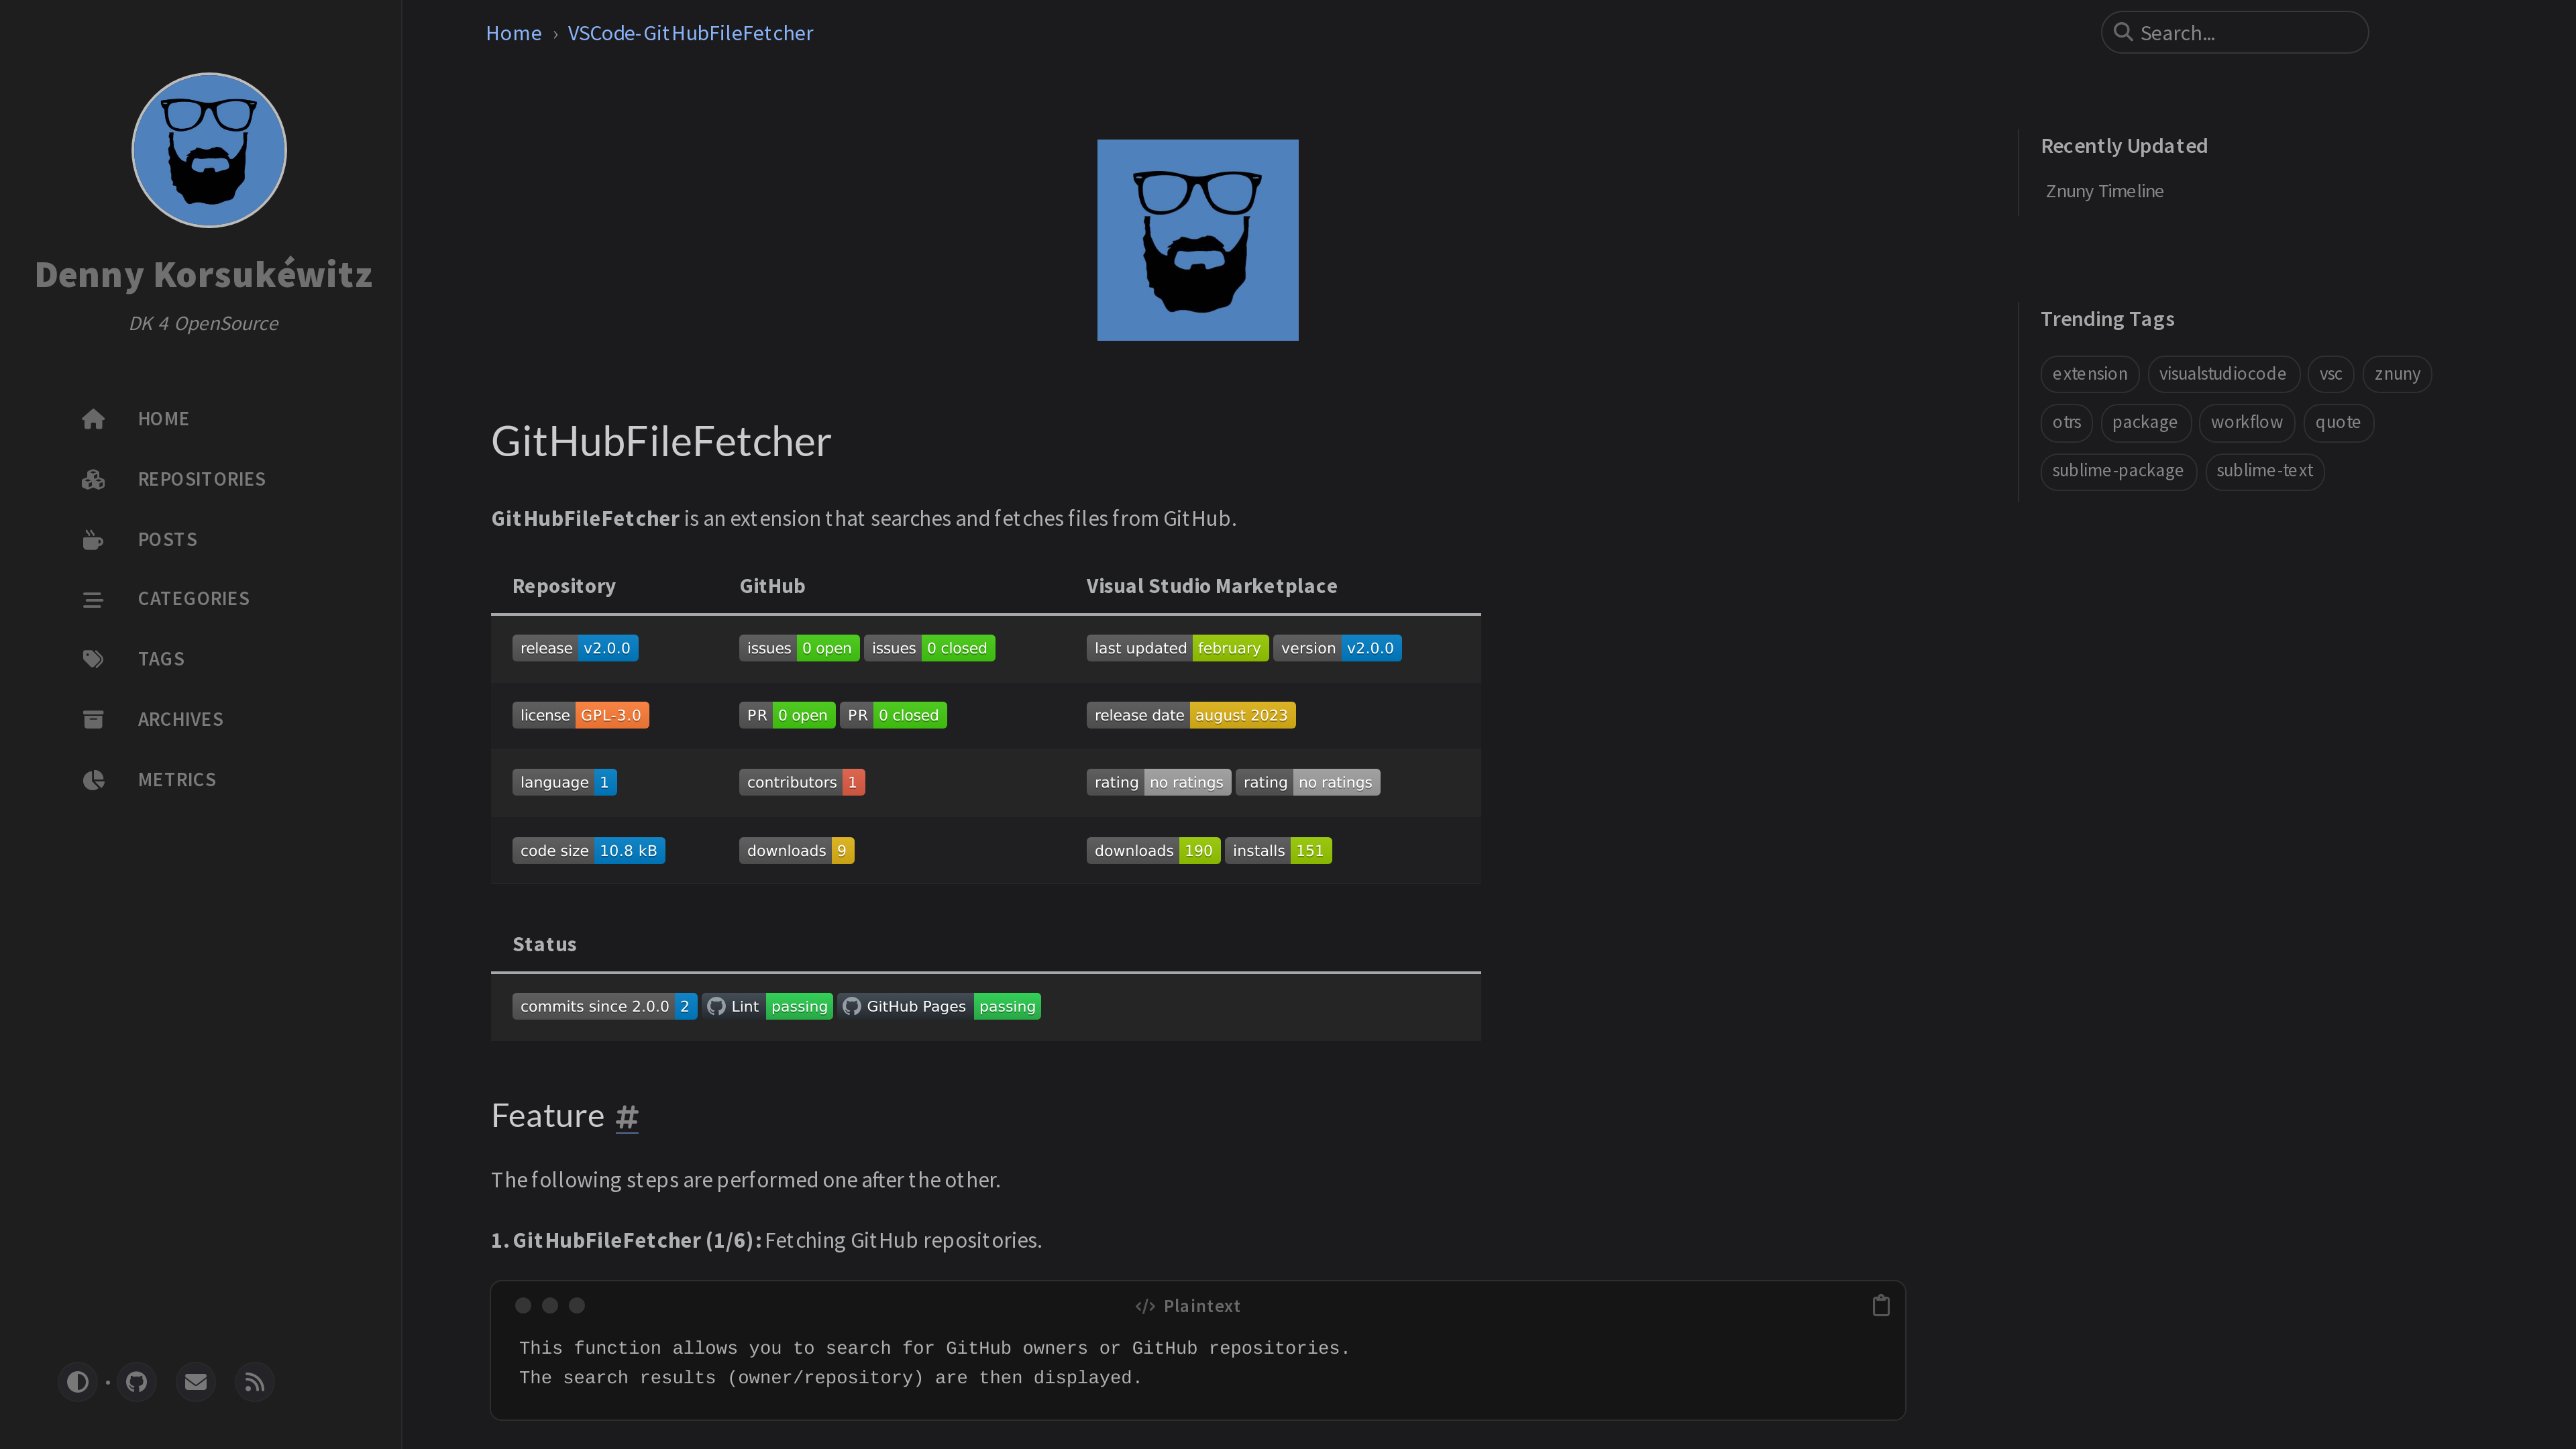 Denny Korsukéwitz
DK 4 OpenSource
HOME
REPOSITORIES
POSTS
CATEGORIES
TAGS
ARCHIVES
METRICS
Home › VSCode-GitHubFileFetcher
Search...
GitHubFileFetcher
GitHubFileFetcher is an extension that searches and fetches files from GitHub.
Repository GitHub Visual Studio Marketplace
release v2.0.0 issues 0 open issues 0 closed last updated february version v2.0.0
license GPL-3.0 PR 0 open PR 0 closed release date august 2023
language 1 contributors 1 rating no ratings rating no ratings
code size 10.8 kB downloads 9 downloads 190 installs 151
Status
commits since 2.0.0 2 Lint passing GitHub Pages passing
Feature #
The following steps are performed one after the other.
1. GitHubFileFetcher (1/6): Fetching GitHub repositories.
Plaintext
This function allows you to search for GitHub owners or GitHub repositories.
The search results (owner/repository) are then displayed.
Recently Updated
Znuny Timeline
Trending Tags
extension visualstudiocode vsc znuny
otrs package workflow quote
sublime-package sublime-text